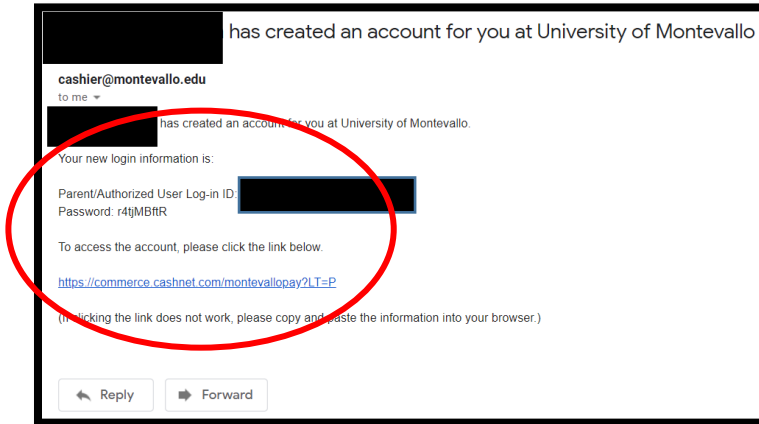 has created an account for you at University of Montevallo
cashier@montevallo.edu
to me
has created an account for you at University of Montevallo.
Your new login information is:
Parent/Authorized User Log-in ID:
Password: r4tjMBftR
To access the account, please click the link below.
https://commerce.cashnet.com/montevallopay?LT=P
(If clicking the link does not work, please copy and paste the information into your browser.)
Reply
Forward